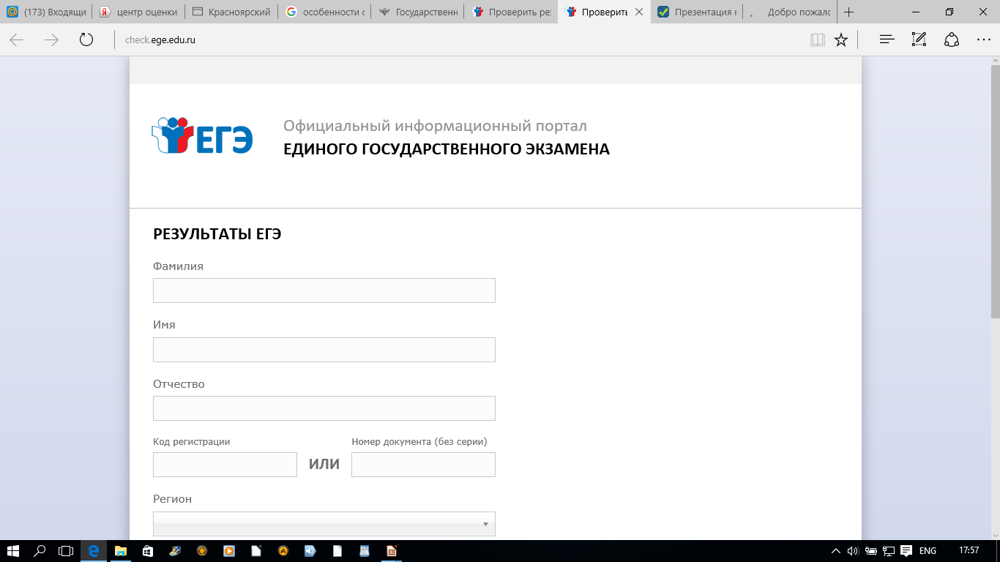 (173) Входящи
центр оценки
Красноярский
особенности с
Государственн
Проверить рез
Проверить
Презентация н
Добро пожало
check.ege.edu.ru
ЕГЭ
Официальный информационный портал
ЕДИНОГО ГОСУДАРСТВЕННОГО ЭКЗАМЕНА
РЕЗУЛЬТАТЫ ЕГЭ
Фамилия
Имя
Отчество
Код регистрации
Номер документа (без серии)
ИЛИ
Регион
ENG
17:57